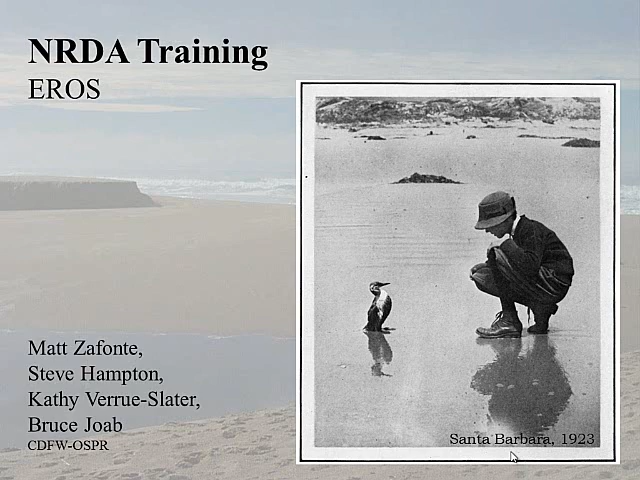 NRDA Training
EROS
Matt Zafonte,
Steve Hampton,
Kathy Verrue-Slater,
Bruce Joab
CDFW-OSPR
Santa Barbara, 1923